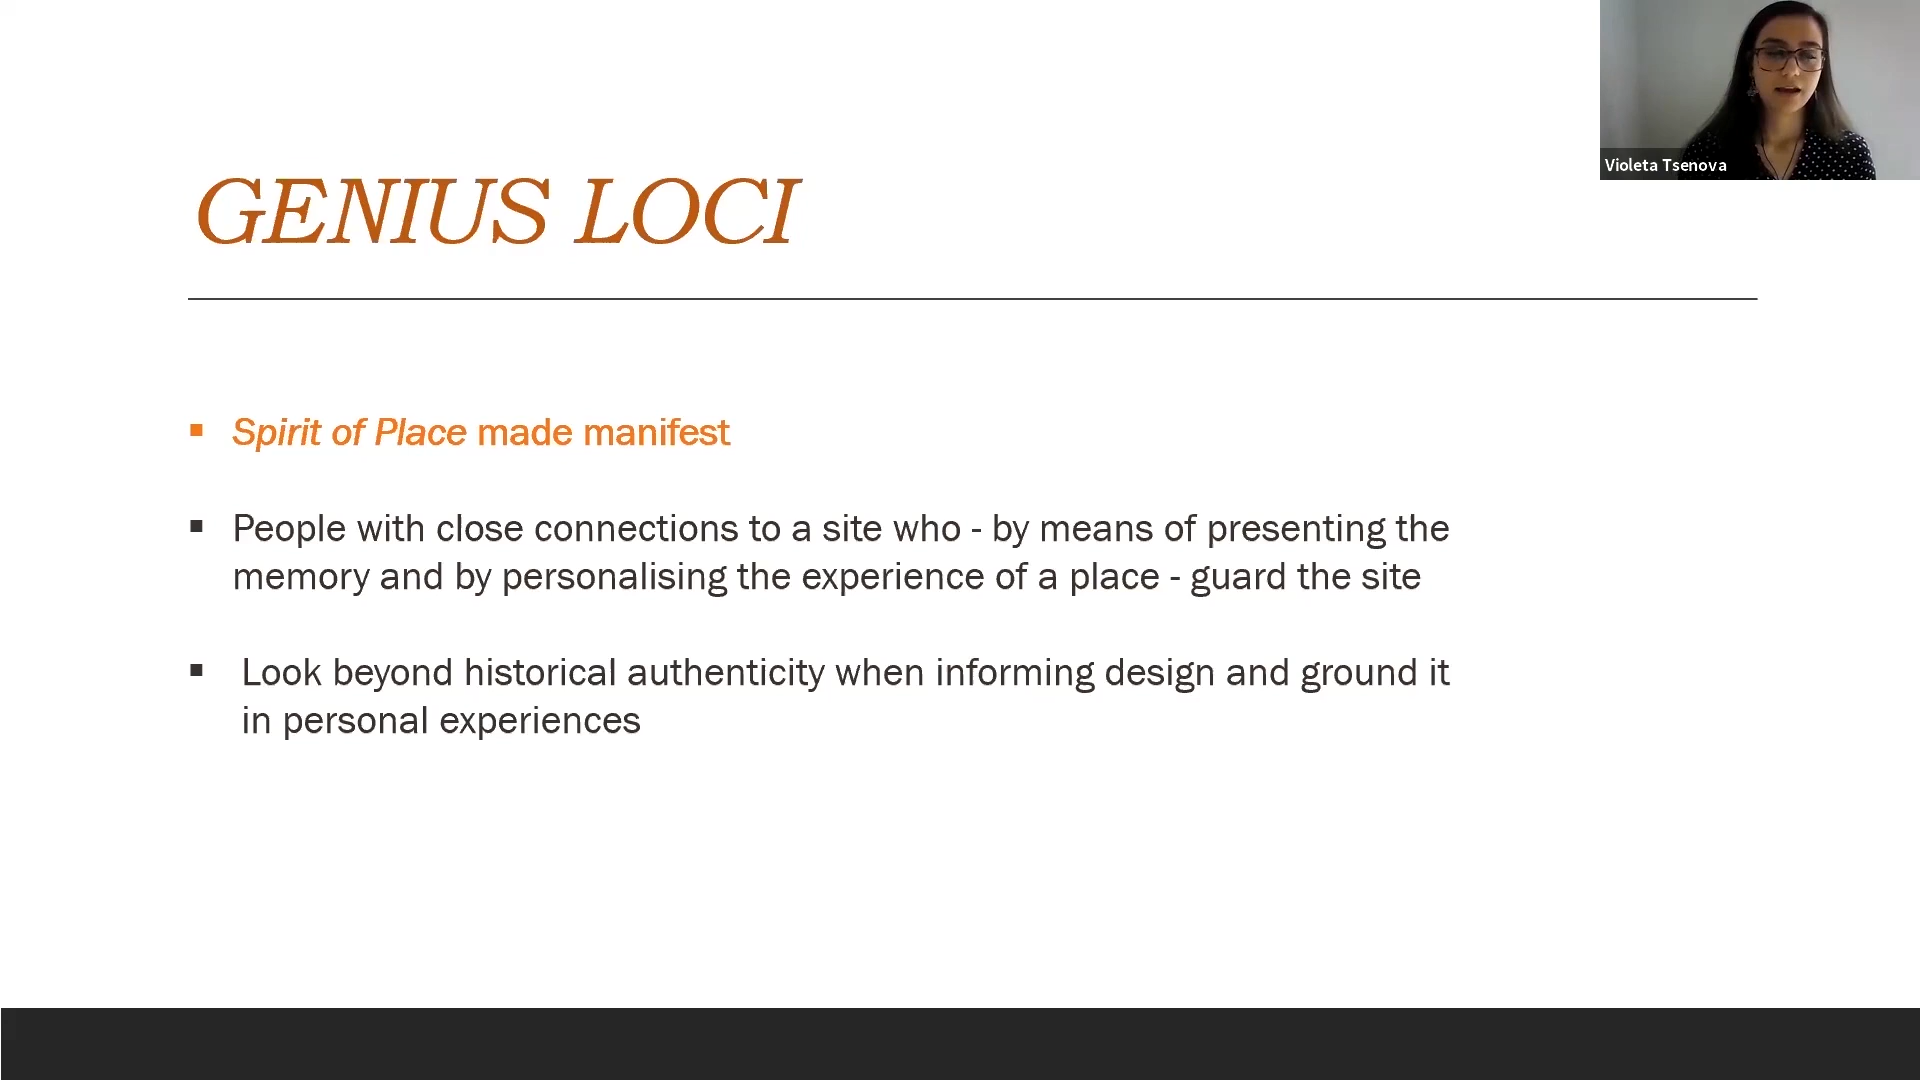 GENIUS LOCI
Violeta Tsenova
▪ Spirit of Place made manifest
▪ People with close connections to a site who - by means of presenting the
memory and by personalising the experience of a place - guard the site
▪ Look beyond historical authenticity when informing design and ground it
in personal experiences